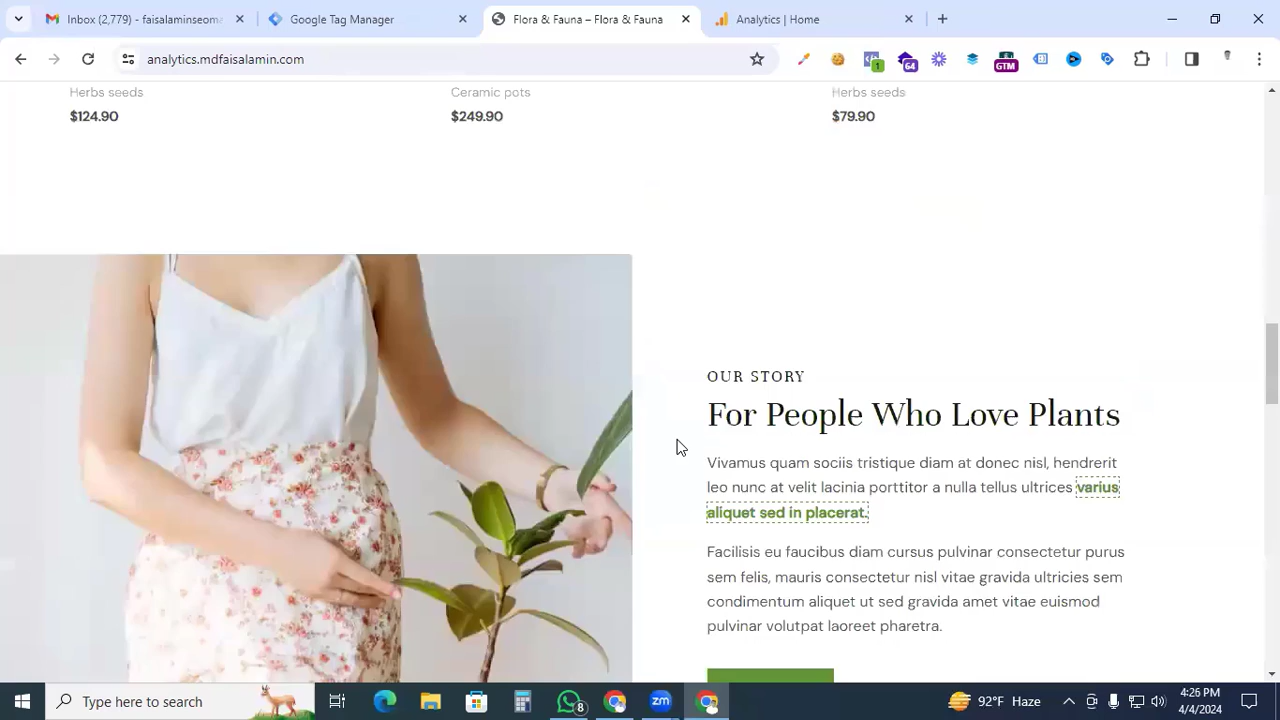 Inbox (2,779) - faisalaminseom
Google Tag Manager
Flora & Fauna – Flora & Fauna
Analytics | Home
analytics.mdfaisalamin.com
1
64
GTM
Herbs seeds
Ceramic pots
Herbs seeds
$124.90
$249.90
$79.90
OUR STORY
For People Who Love Plants
Vivamus quam sociis tristique diam at donec nisl, hendrerit
leo nunc at velit lacinia porttitor a nulla tellus ultrices varius
aliquet sed in placerat.
Facilisis eu faucibus diam cursus pulvinar consectetur purus
sem felis, mauris consectetur nisl vitae gravida ultricies sem
condimentum aliquet ut sed gravida amet vitae euismod
pulvinar volutpat laoreet pharetra.
Type here to search
8
zm
92°F Haze
4:26 PM
4/4/2024